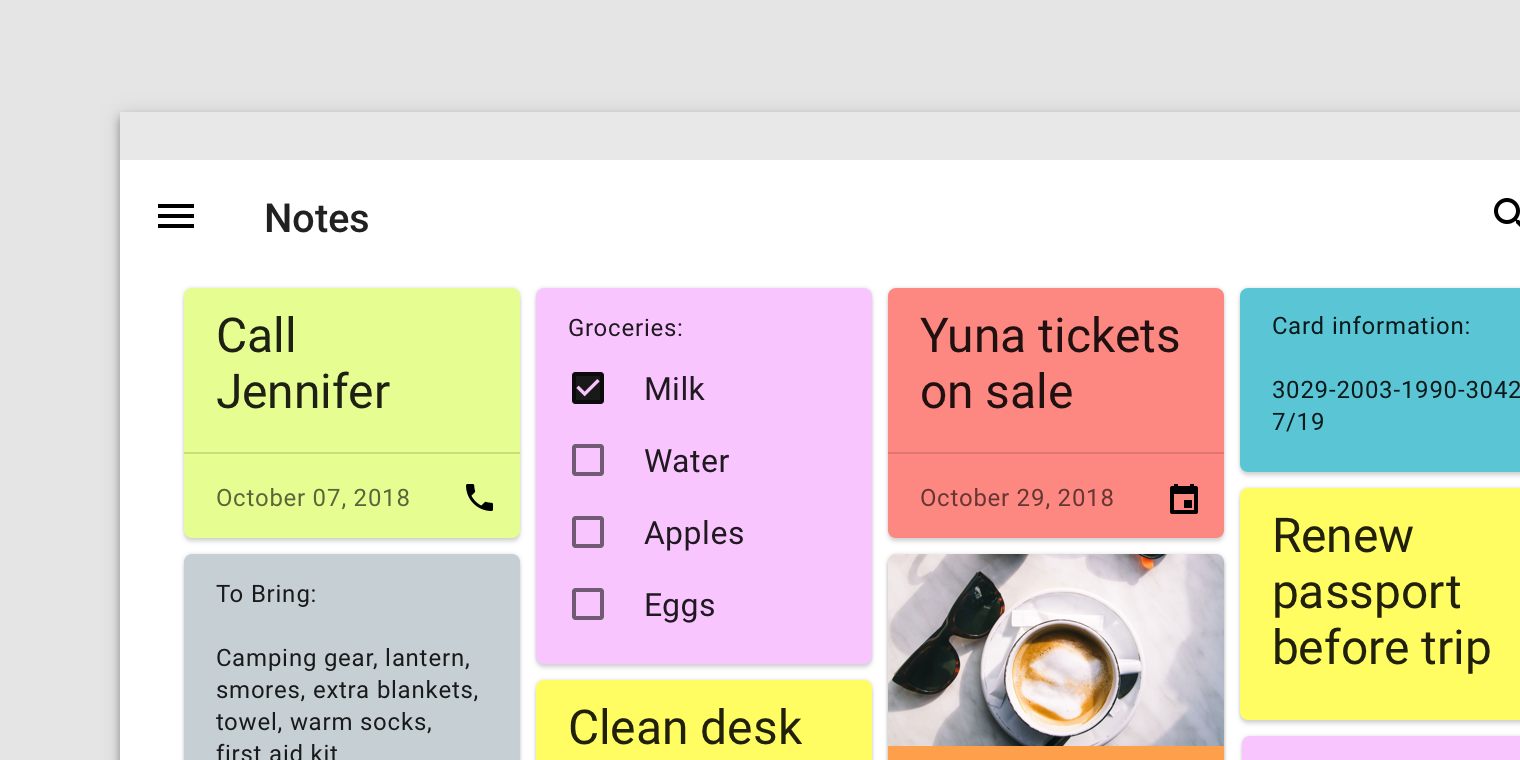 Notes
Call
Jennifer
October 07, 2018
To Bring:
Camping gear, lantern,
smores, extra blankets,
towel, warm socks,
first aid kit
Groceries:
Milk
Water
Apples
Eggs
Clean desk
Yuna tickets
on sale
October 29, 2018
Card information:
3029-2003-1990-3042
7/19
Renew
passport
before trip